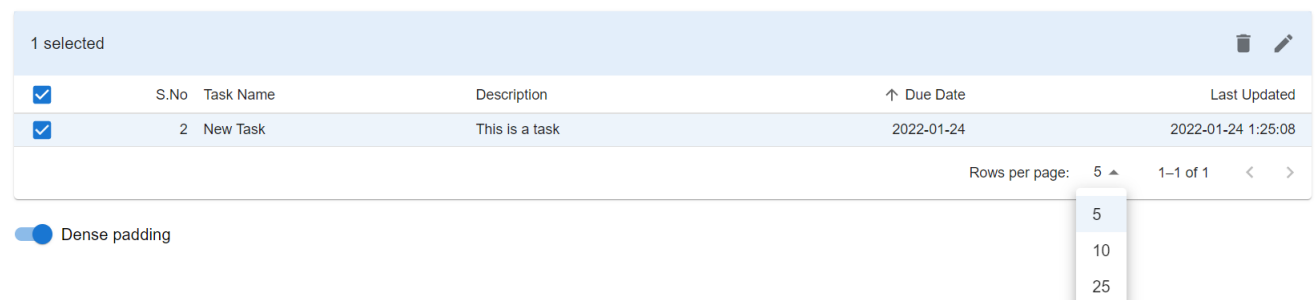 1 selected
S.No Task Name Description Due Date Last Updated
2 New Task This is a task 2022-01-24 2022-01-24 1:25:08
Rows per page: 5 1–1 of 1
5
Dense padding
10
25